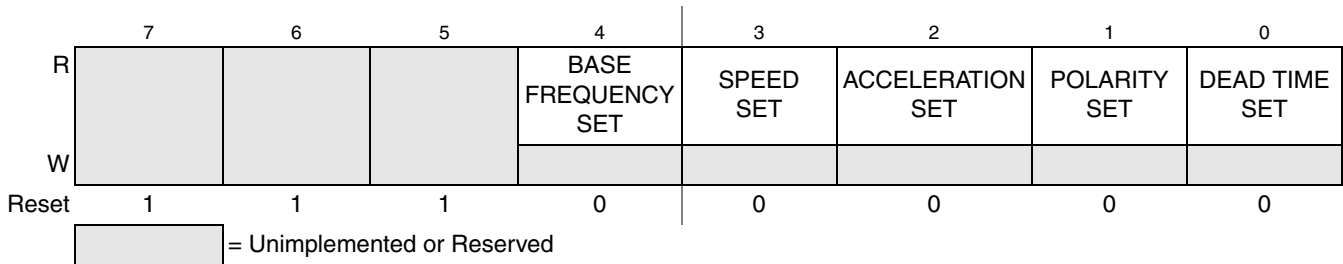 7 6 5 4 3 2 1 0
R BASE FREQUENCY SET SPEED SET ACCELERATION SET POLARITY SET DEAD TIME SET
W
Reset 1 1 1 0 0 0 0 0
= Unimplemented or Reserved